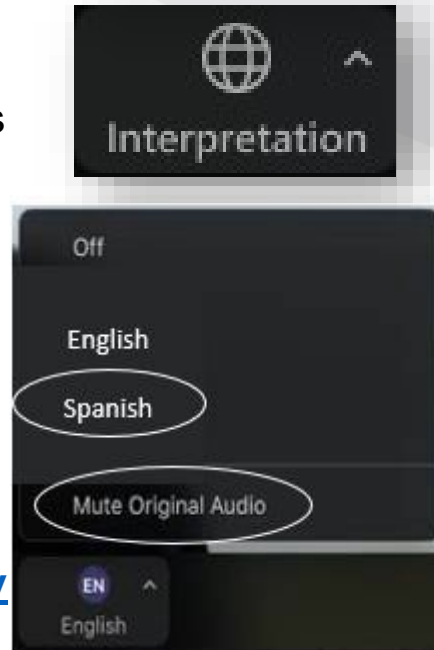 s
Interpretation
Off
English
Spanish
Mute Original Audio
y
EN
English